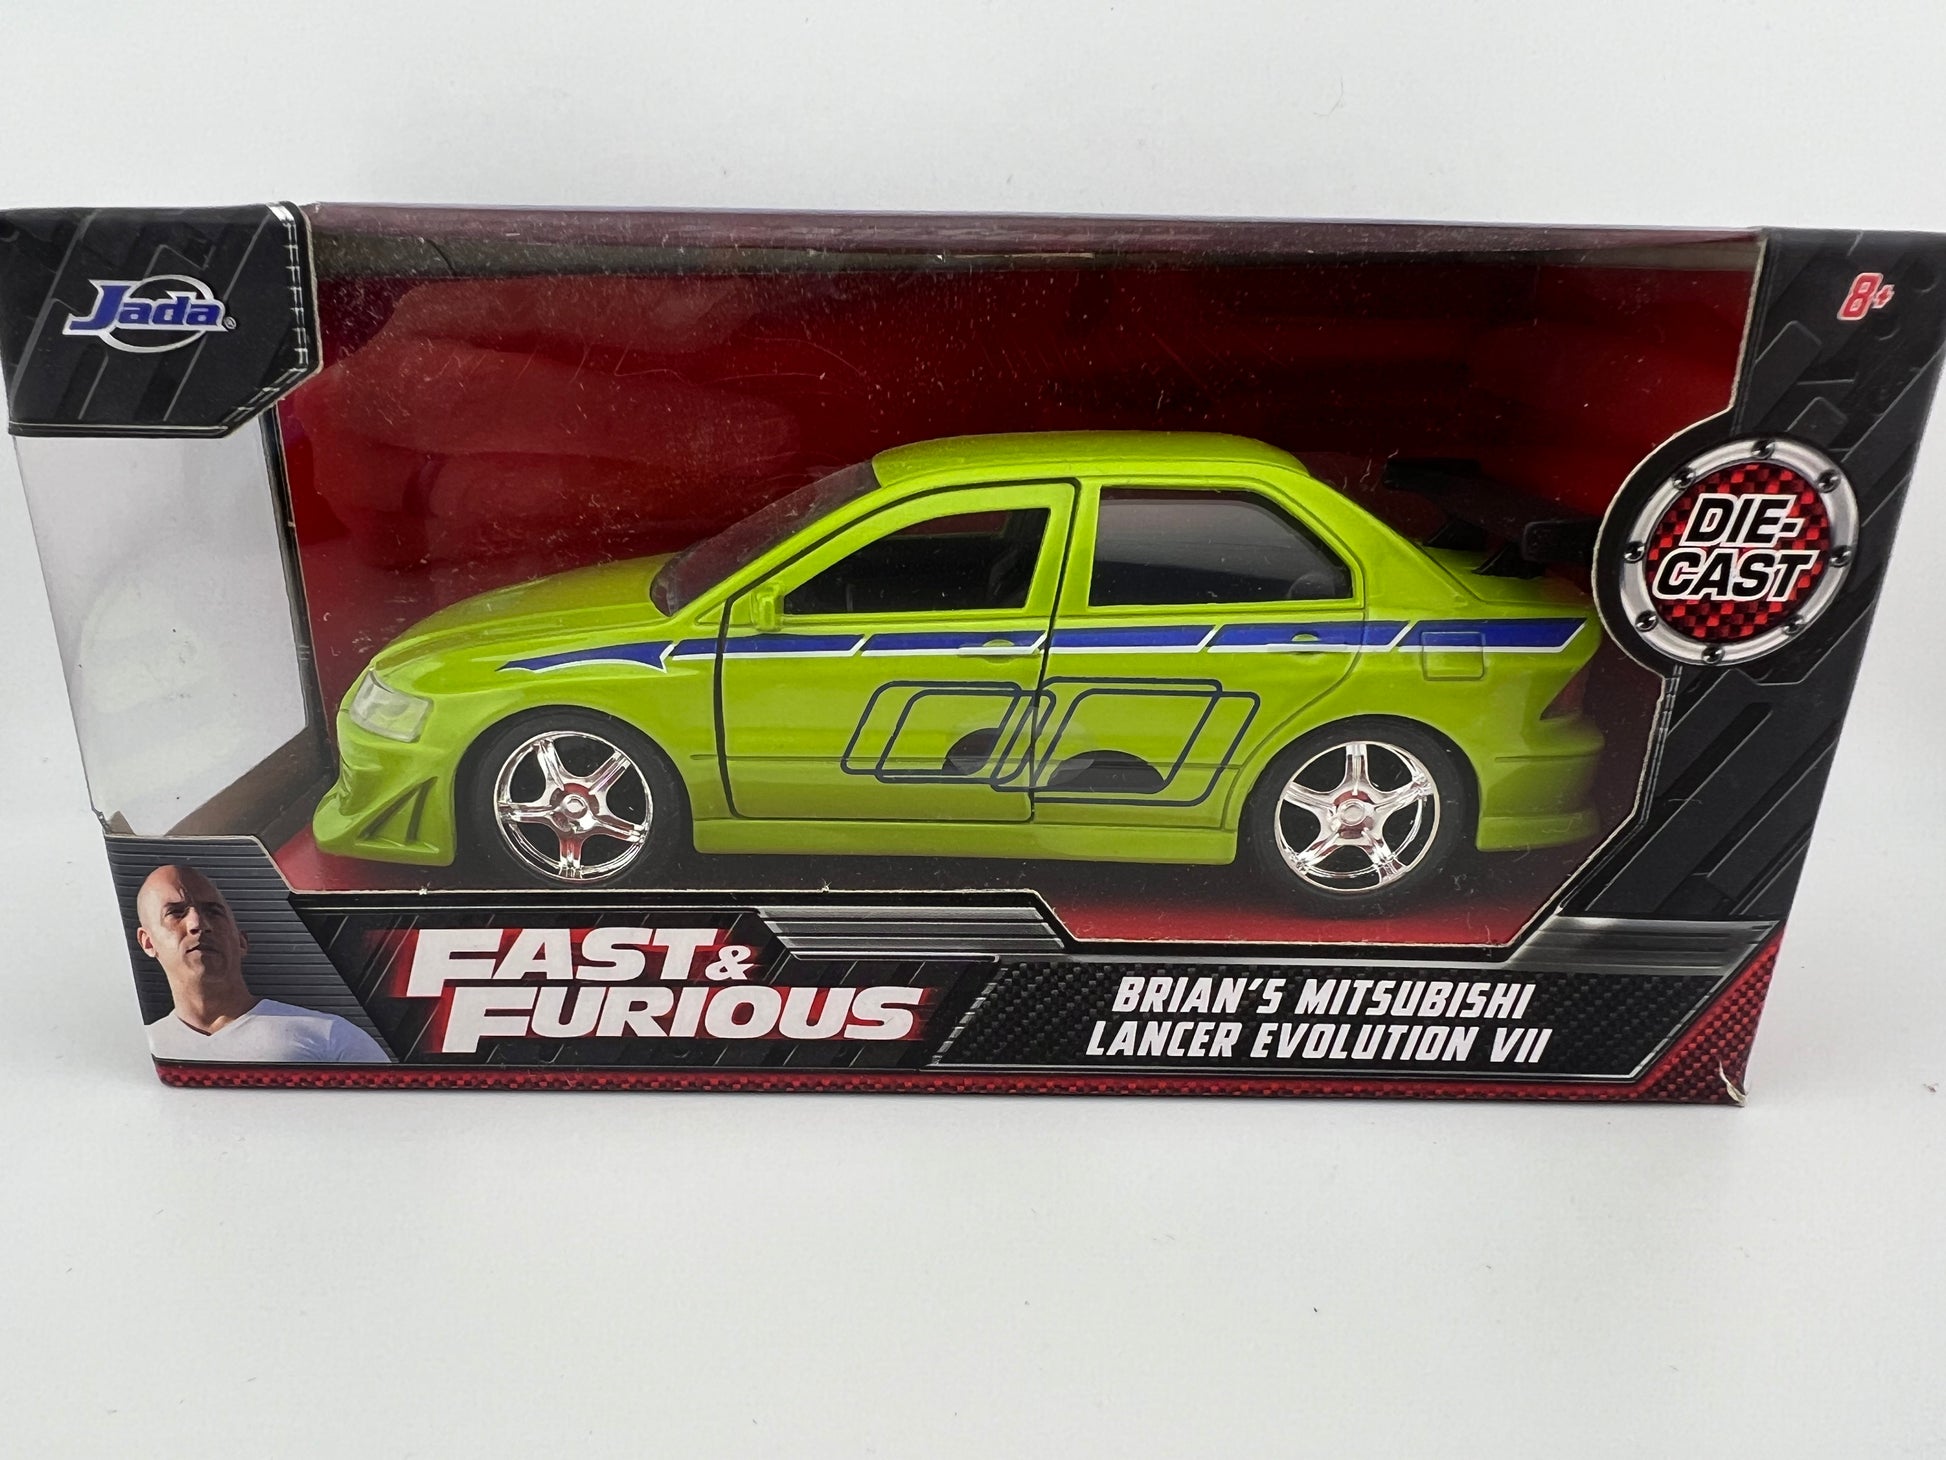 Jada®
8+
DIE-
CAST
FAST &
FURIOUS
BRIAN'S MITSUBISHI
LANCER EVOLUTION VII